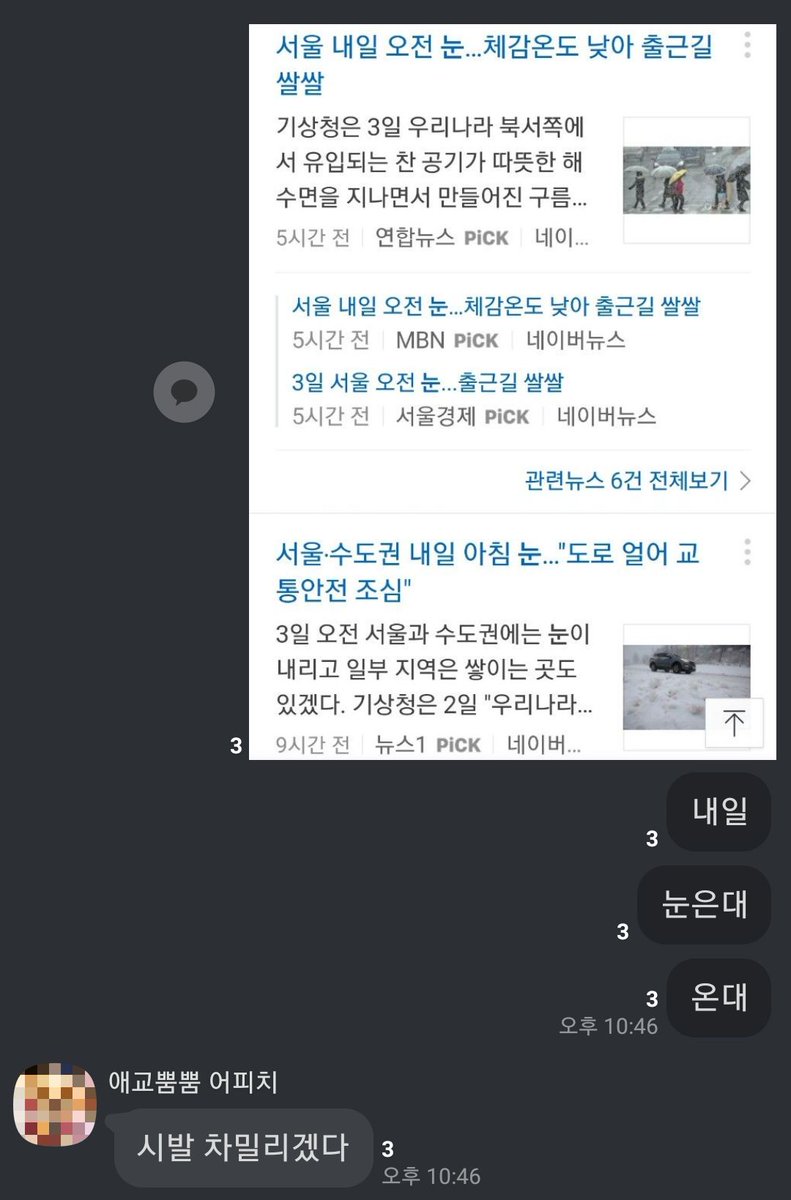 서울 내일 오전 눈...체감온도 낮아 출근길
쌀쌀
기상청은 3일 우리나라 북서쪽에
서 유입되는 찬 공기가 따뜻한 해
수면을 지나면서 만들어진 구름...
5시간 전 연합뉴스 PiCK 네이...
서울 내일 오전 눈...체감온도 낮아 출근길 쌀쌀
5시간 전 MBN PiCK 네이버뉴스
3일 서울 오전 눈...출근길 쌀쌀
5시간 전 서울경제 PiCK 네이버뉴스
관련뉴스 6건 전체보기
서울·수도권 내일 아침 눈..."도로 얼어 교
통안전 조심"
3일 오전 서울과 수도권에는 눈이
내리고 일부 지역은 쌓이는 곳도
있겠다. 기상청은 2일 "우리나라...
3 9시간 전 뉴스1 PiCK 네이버...
3 내일
3 눈은대
3 온대
오후 10:46
애교뿜뿜 어피치
시발 차밀리겠다 3
오후 10:46